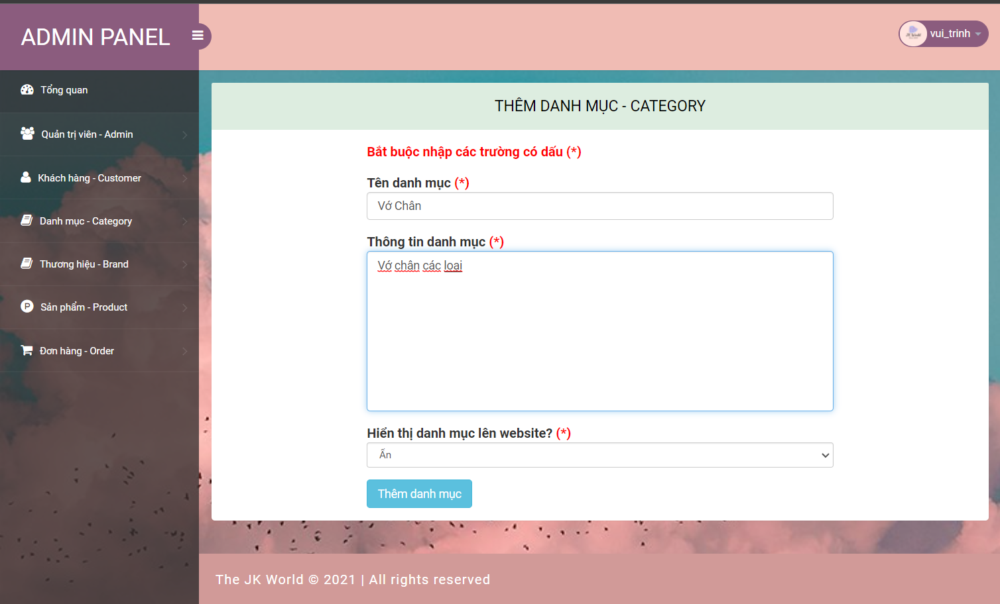 ADMIN PANEL
vui_trinh
Tổng quan
Quản trị viên - Admin
Khách hàng - Customer
Danh mục - Category
Thương hiệu - Brand
Sản phẩm - Product
Đơn hàng - Order
THÊM DANH MỤC - CATEGORY
Bắt buộc nhập các trường có dấu (*)
Tên danh mục (*)
Vớ Chân
Thông tin danh mục (*)
Vớ chân các loại
Hiển thị danh mục lên website? (*)
Ẩn
Thêm danh mục
The JK World © 2021 | All rights reserved